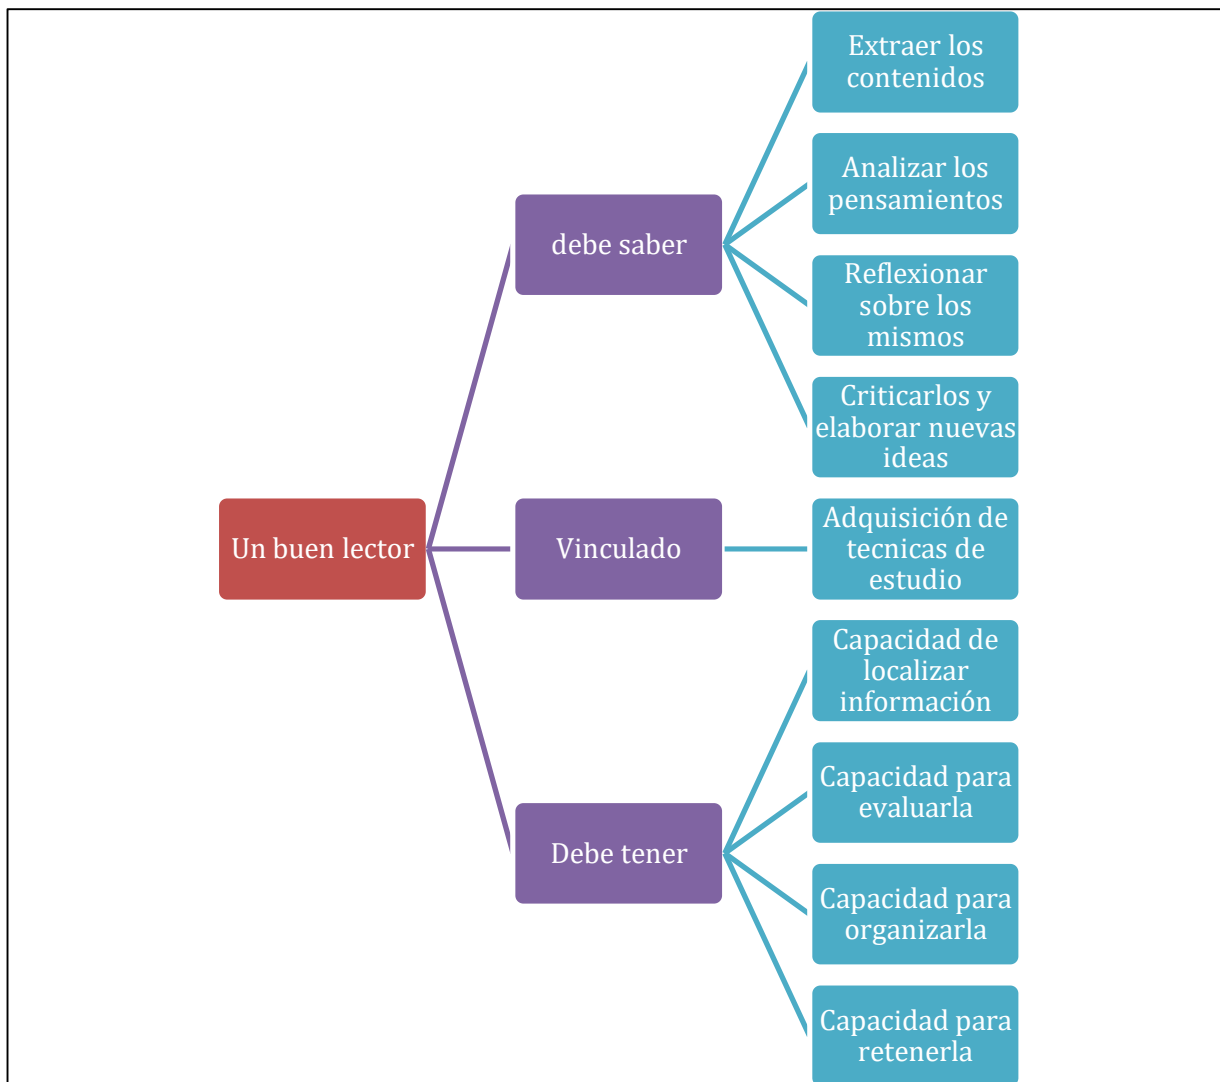 Un buen lector
debe saber
Extraer los
contenidos
Analizar los
pensamientos
Reflexionar
sobre los
mismos
Criticarlos y
elaborar nuevas
ideas
Vinculado
Adquisición de
tecnicas de
estudio
Debe tener
Capacidad de
localizar
información
Capacidad para
evaluarla
Capacidad para
organizarla
Capacidad para
retenerla